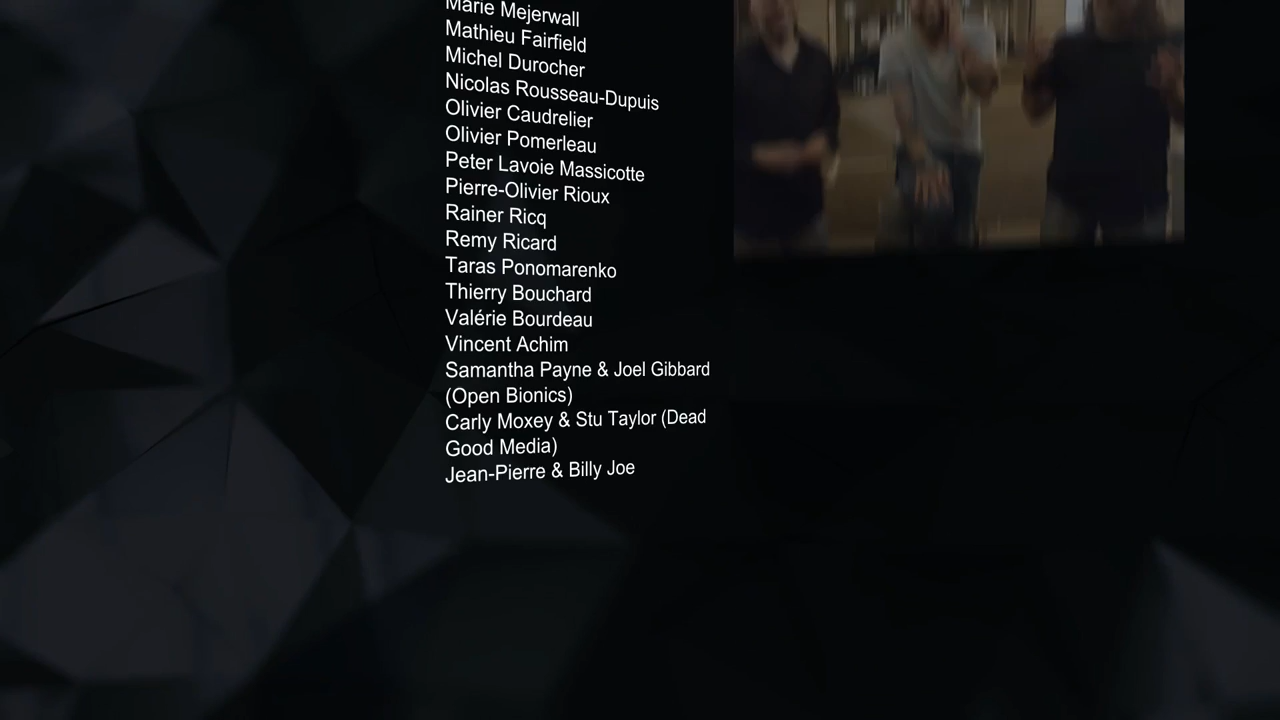 Marie Mejerwall
Mathieu Fairfield
Michel Durocher
Nicolas Rousseau-Dupuis
Olivier Caudrelier
Olivier Pomerleau
Peter Lavoie Massicotte
Pierre-Olivier Rioux
Rainer Ricq
Remy Ricard
Taras Ponomarenko
Thierry Bouchard
Valérie Bourdeau
Vincent Achim
Samantha Payne & Joel Gibbard
(Open Bionics)
Carly Moxey & Stu Taylor (Dead
Good Media)
Jean-Pierre & Billy Joe